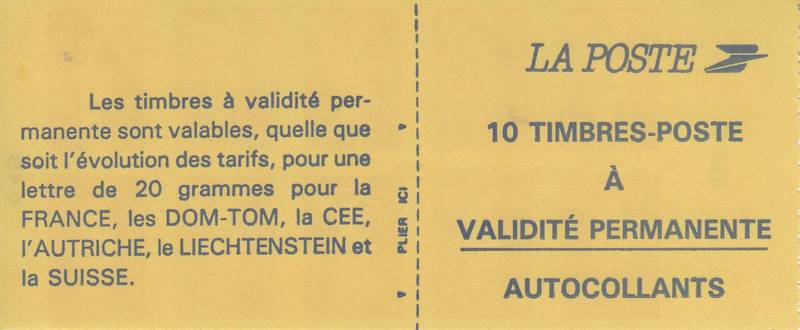 Les timbres à validité per-
manente sont valables, quelle que
soit l'évolution des tarifs, pour une
lettre de 20 grammes pour la
FRANCE, les DOM-TOM, la CEE,
l'AUTRICHE, le LIECHTENSTEIN et
la SUISSE.
PLIER ICI
LA POSTE
10 TIMBRES-POSTE
À
VALIDITÉ PERMANENTE
AUTOCOLLANTS